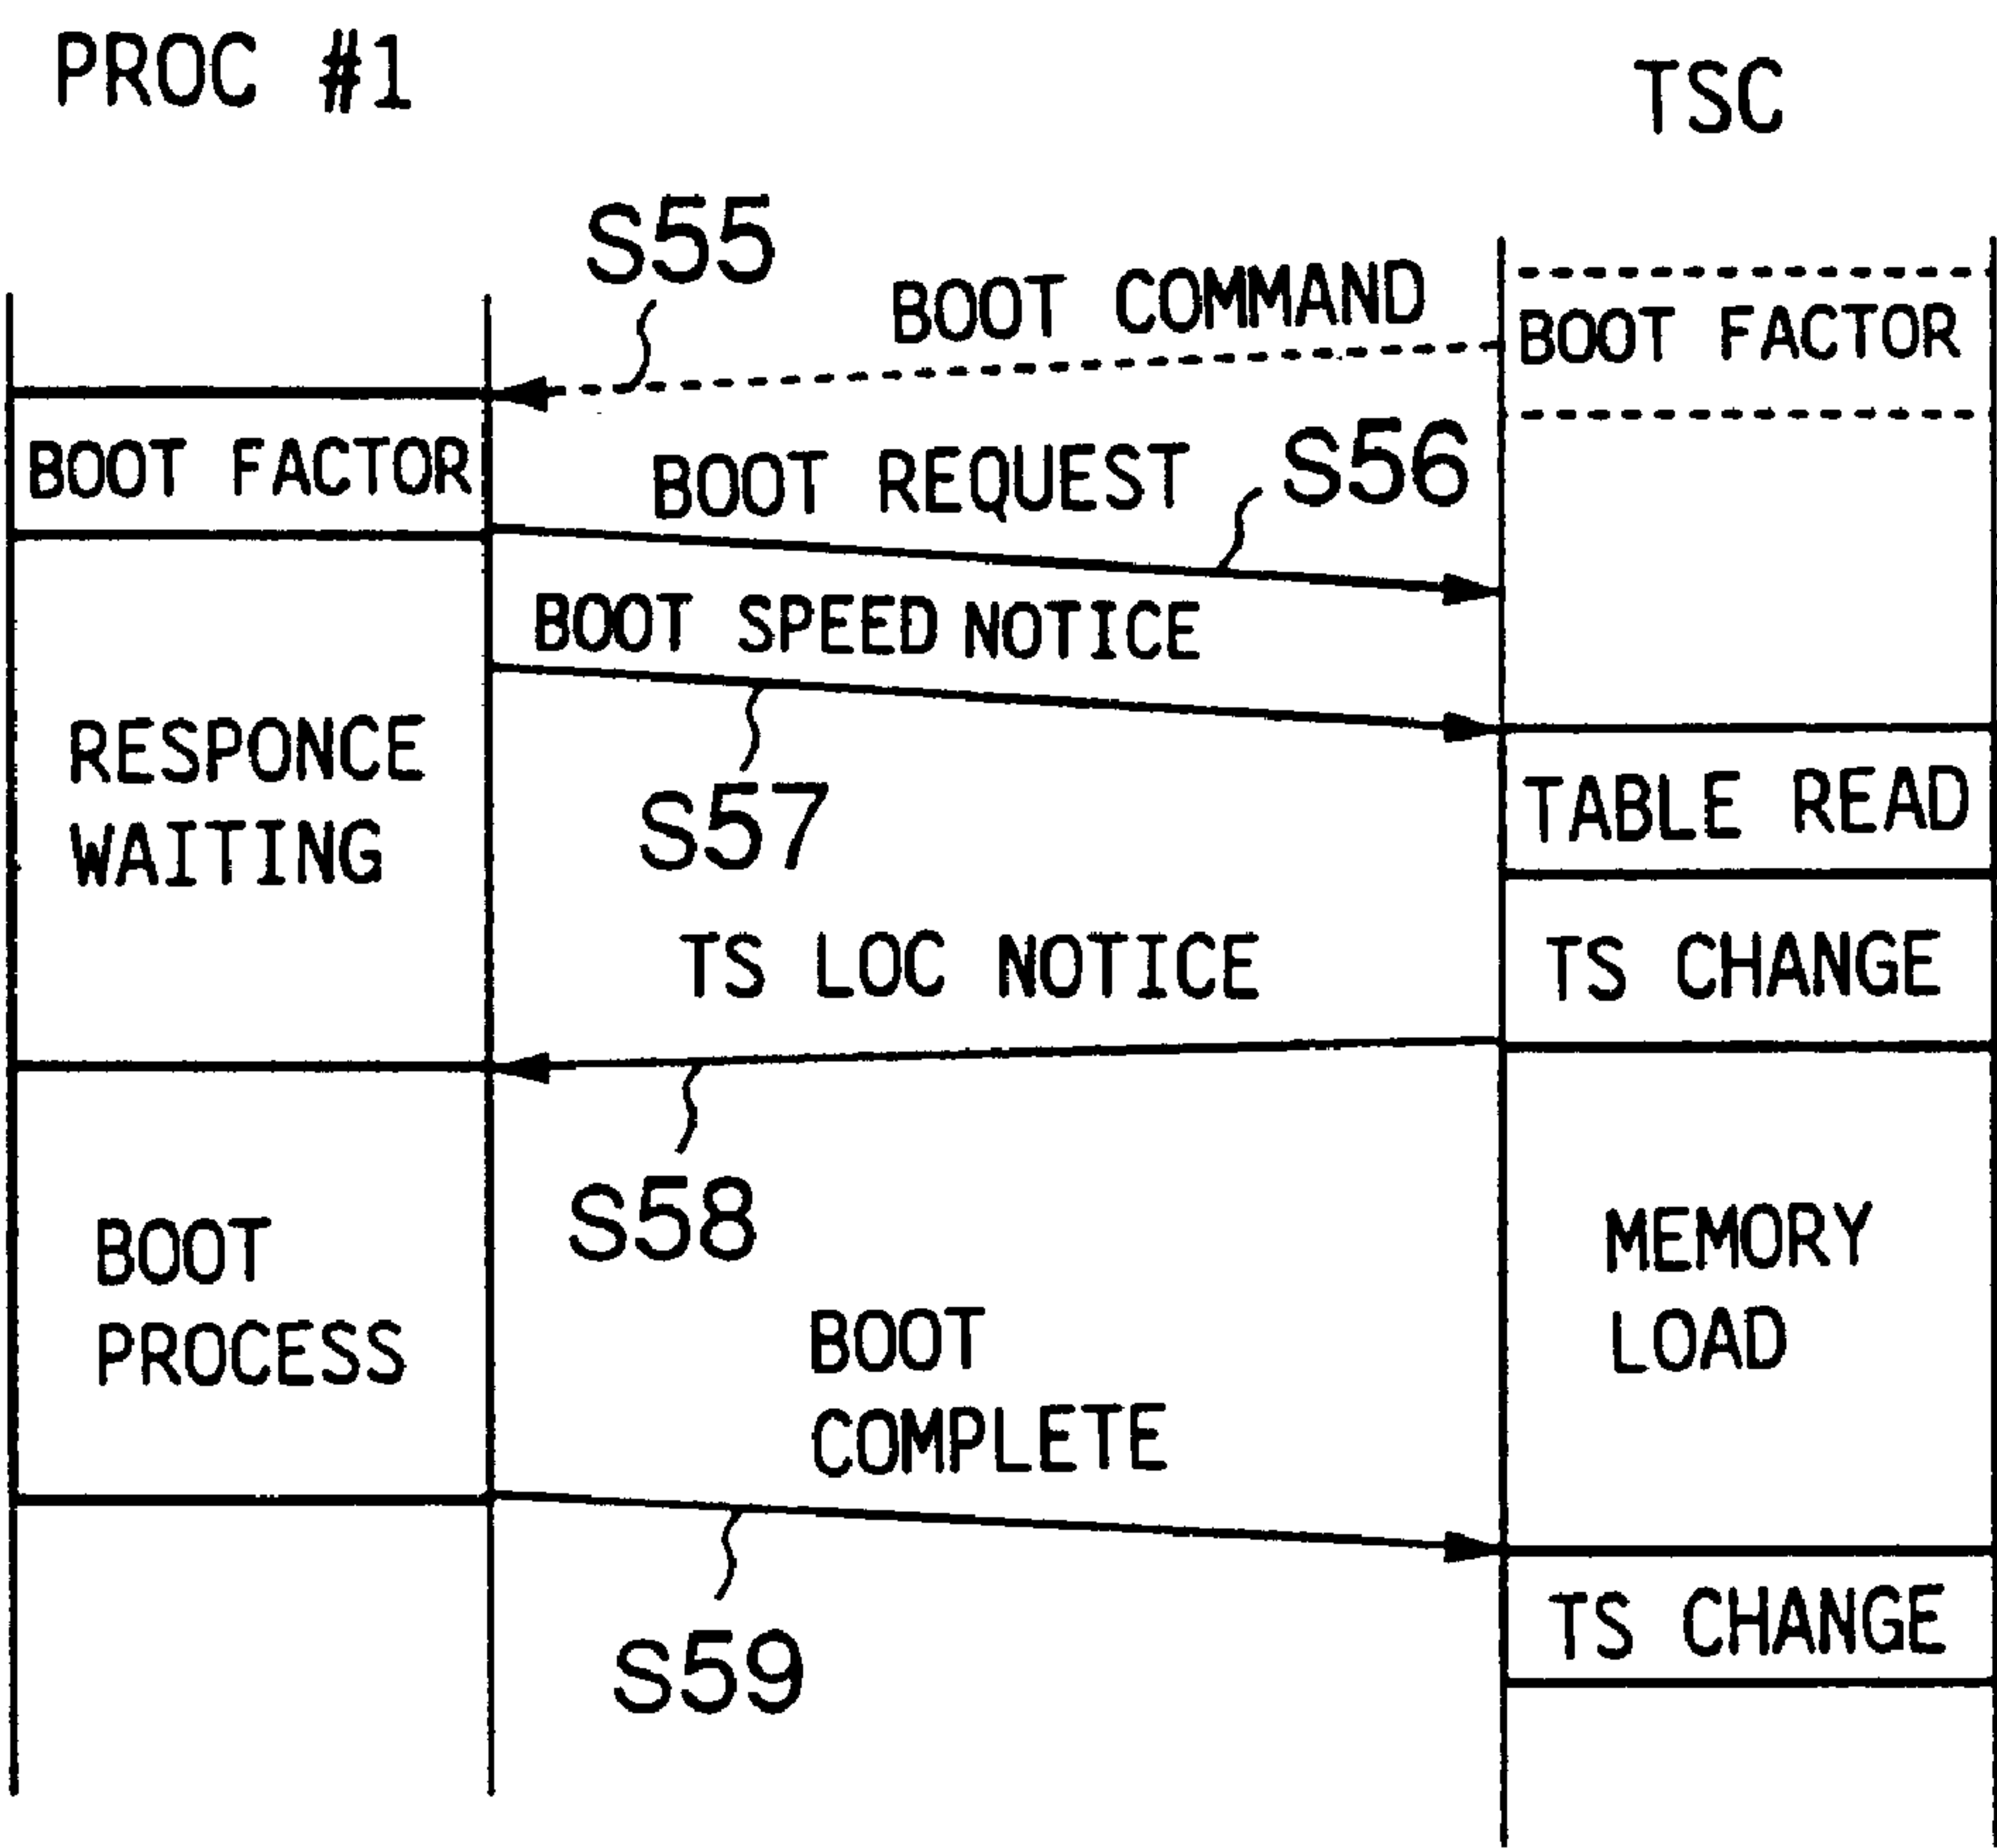 PROC #1
TSC
S55
BOOT COMMAND
BOOT FACTOR
BOOT FACTOR
BOOT REQUEST
S56
BOOT SPEED NOTICE
RESPONCE
WAITING
S57
TABLE READ
TS LOC NOTICE
TS CHANGE
S58
BOOT
PROCESS
MEMORY
LOAD
BOOT
COMPLETE
S59
TS CHANGE